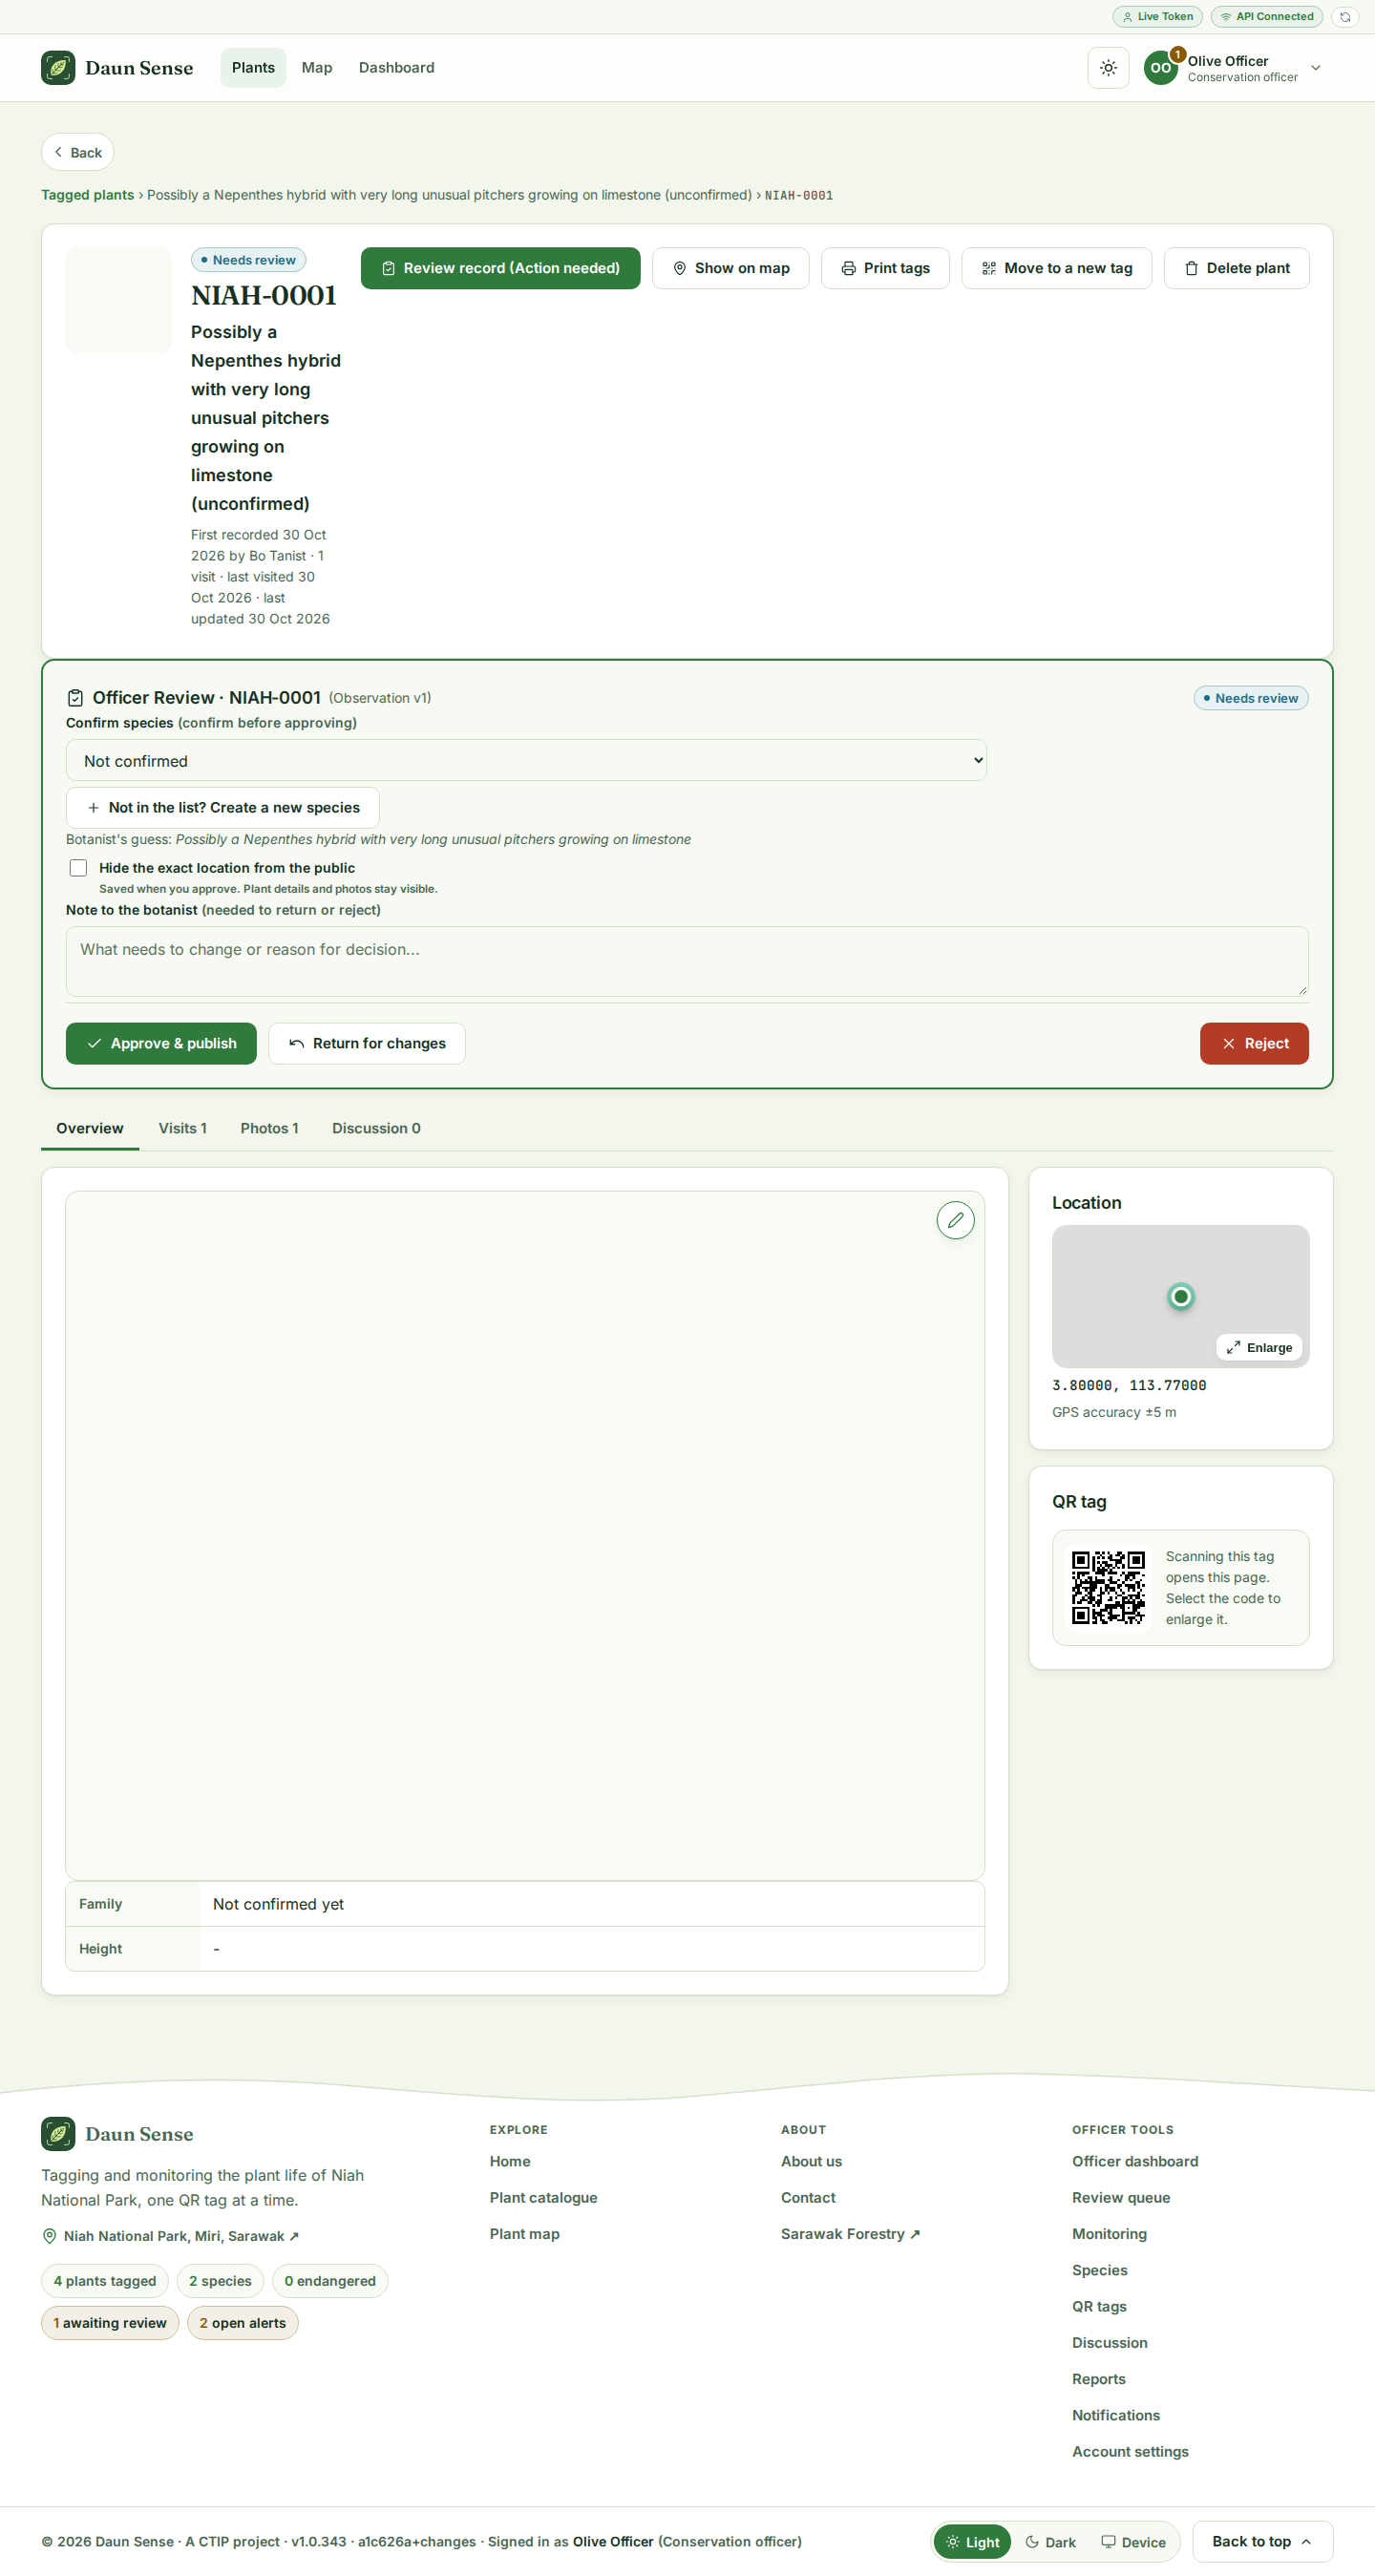 Live Token
API Connected
Daun Sense
Plants
Map
Dashboard
OO
1
Olive Officer
Conservation officer
Back
Tagged plants › Possibly a Nepenthes hybrid with very long unusual pitchers growing on limestone (unconfirmed) › NIAH-0001
Needs review
NIAH-0001
Possibly a
Nepenthes hybrid
with very long
unusual pitchers
growing on
limestone
(unconfirmed)
First recorded 30 Oct
2026 by Bo Tanist · 1
visit · last visited 30
Oct 2026 · last
updated 30 Oct 2026
Review record (Action needed)
Show on map
Print tags
Move to a new tag
Delete plant
Officer Review · NIAH-0001 (Observation v1)
Needs review
Confirm species (confirm before approving)
Not confirmed
Not in the list? Create a new species
Botanist's guess: Possibly a Nepenthes hybrid with very long unusual pitchers growing on limestone
Hide the exact location from the public
Saved when you approve. Plant details and photos stay visible.
Note to the botanist (needed to return or reject)
What needs to change or reason for decision...
Approve & publish
Return for changes
Reject
Overview
Visits 1
Photos 1
Discussion 0
Family
Not confirmed yet
Height
-
Location
Enlarge
3.80000, 113.77000
GPS accuracy ±5 m
QR tag
Scanning this tag
opens this page.
Select the code to
enlarge it.
Daun Sense
Tagging and monitoring the plant life of Niah
National Park, one QR tag at a time.
Niah National Park, Miri, Sarawak ↗
4 plants tagged
2 species
0 endangered
1 awaiting review
2 open alerts
EXPLORE
Home
Plant catalogue
Plant map
ABOUT
About us
Contact
Sarawak Forestry ↗
OFFICER TOOLS
Officer dashboard
Review queue
Monitoring
Species
QR tags
Discussion
Reports
Notifications
Account settings
© 2026 Daun Sense · A CTIP project · v1.0.343 · a1c626a+changes · Signed in as Olive Officer (Conservation officer)
Light
Dark
Device
Back to top